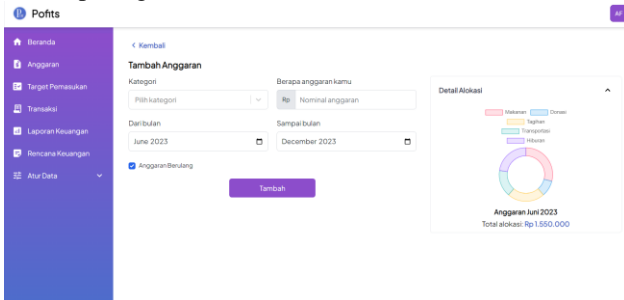 Pofits
AF
Beranda
Anggaran
Target Pemasukan
Transaksi
Laporan Keuangan
Rencana Keuangan
Atur Data
< Kembali
Tambah Anggaran
Kategori
Pilih kategori
Berapa anggaran kamu
Rp Nominal anggaran
Dari bulan
June 2023
Sampai bulan
December 2023
Anggaran Berulang
Tambah
Detail Alokasi
Makanan Donasi
Tagihan
Transportasi
Hiburan
Anggaran Juni 2023
Total alokasi: Rp 1.550.000